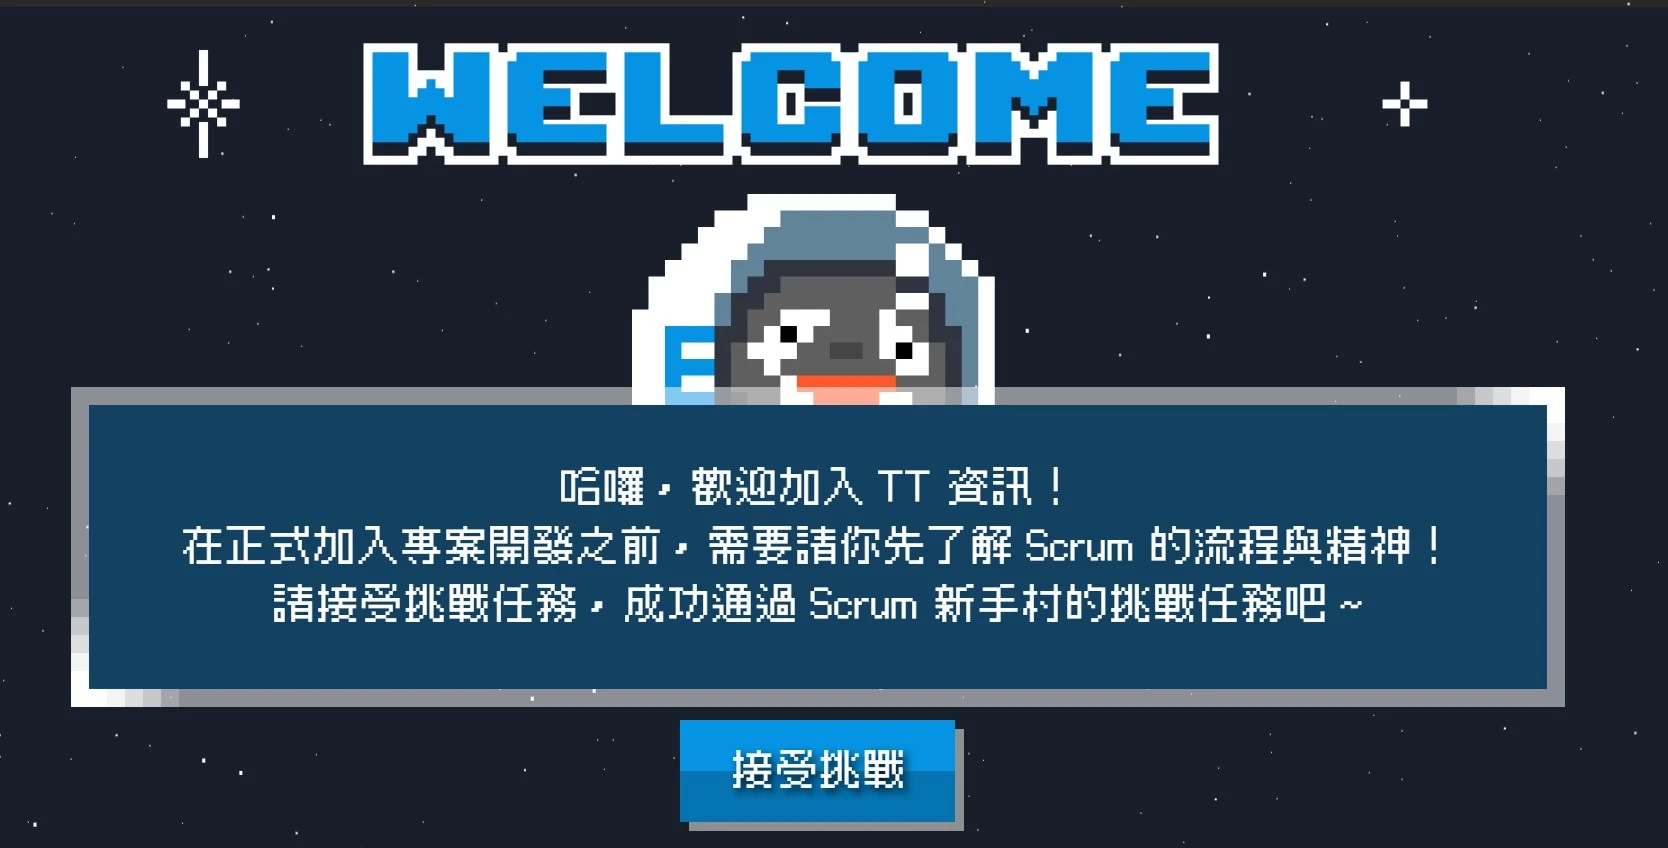 WELCOME
哈囉，歡迎加入 TT 資訊！
在正式加入專案開發之前，需要請你先了解 Scrum 的流程與精神！
請接受挑戰任務，成功通過 Scrum 新手村的挑戰任務吧~
接受挑戰